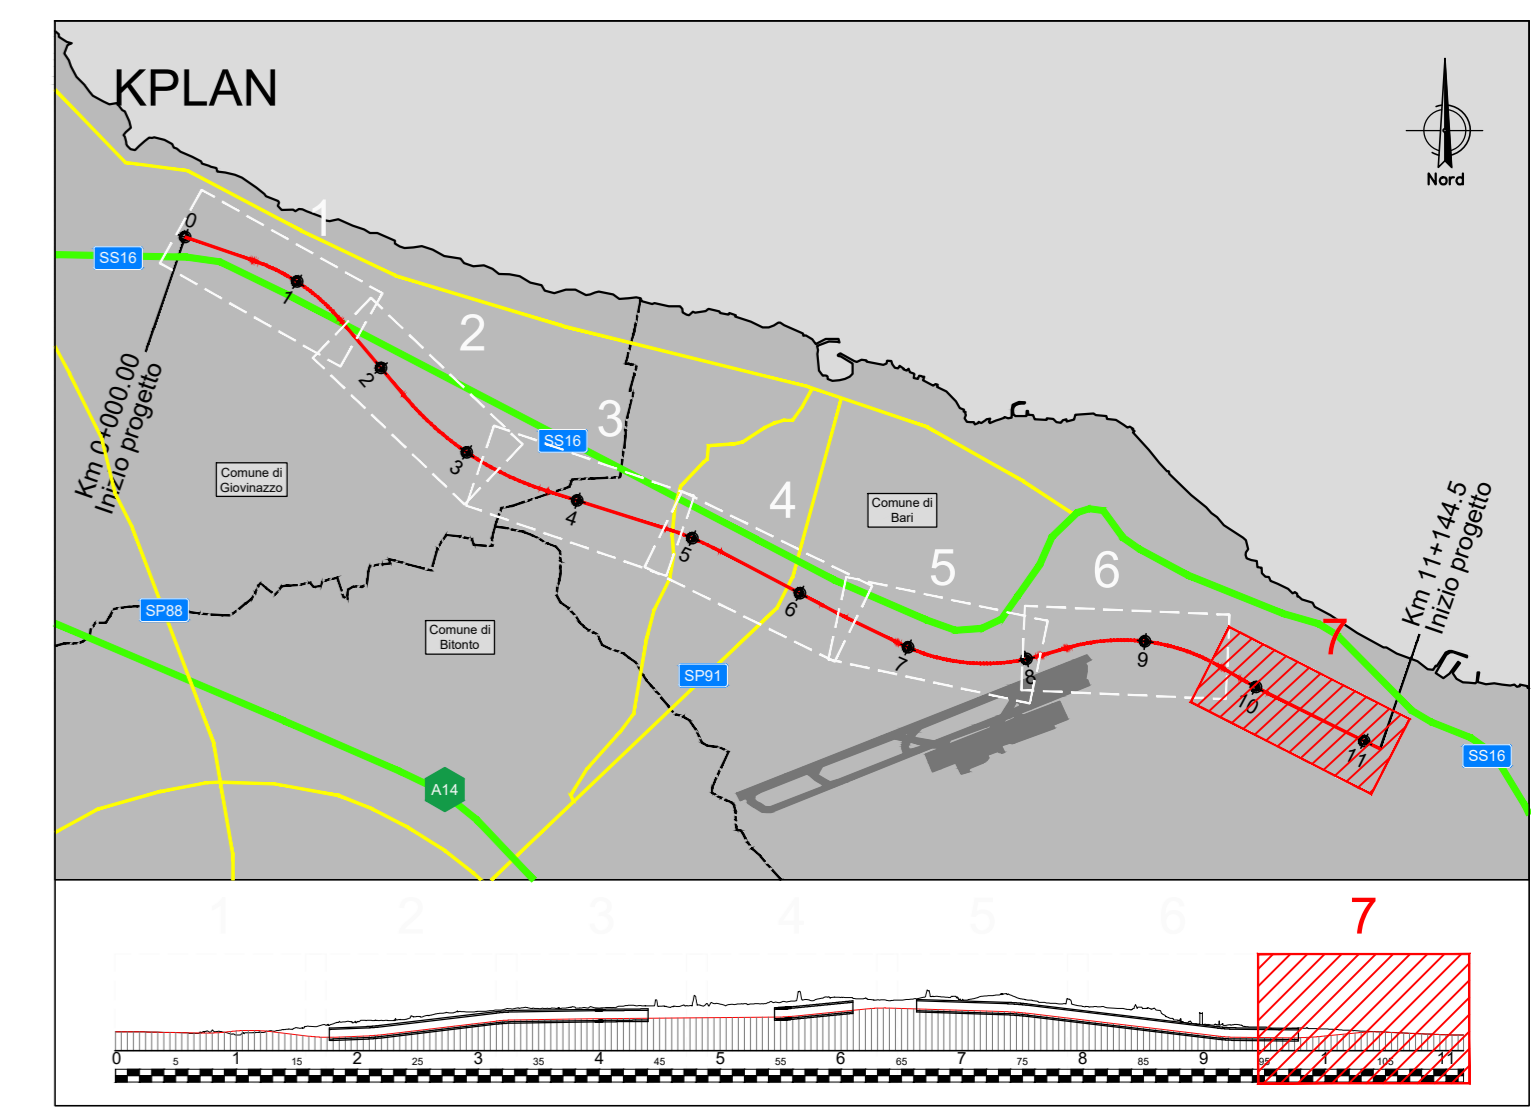 KPLAN
Nord
0
1
SS16
1
2
2
3
Km 0+000.00
Inizio progetto
SS16
3
Comune di
Giovinazzo
4
4
Comune di
Bari
5
5
6
Km 11+144.5
Inizio progetto
SP88
6
Comune di
Bitonto
7
7
8
9
SP91
10
11
SS16
A14
1 2 3 4 5 6 7
0 5 1 15 2 25 3 35 4 45 5 55 6 65 7 75 8 85 9 95 1 105 11